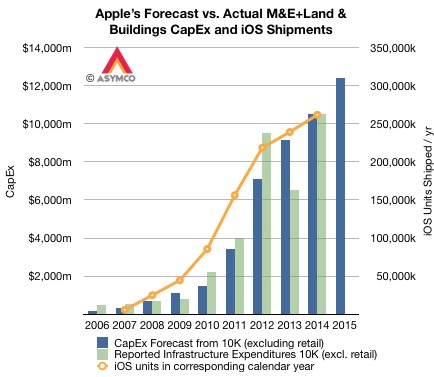 Apple's Forecast vs. Actual M&E+Land &
Buildings CapEx and iOS Shipments
$14,000m
$12,000m
$10,000m
$8,000m
$6,000m
$4,000m
$2,000m
CapEx
© ASYMCO
350,000k
300,000k
250,000k
200,000k
150,000k
100,000k
50,000k
iOS Units Shipped / yr
2006 2007 2008 2009 2010 2011 2012 2013 2014 2015
CapEx Forecast from 10K (excluding retail)
Reported Infrastructure Expenditures 10K (excl. retail)
iOS units in corresponding calendar year